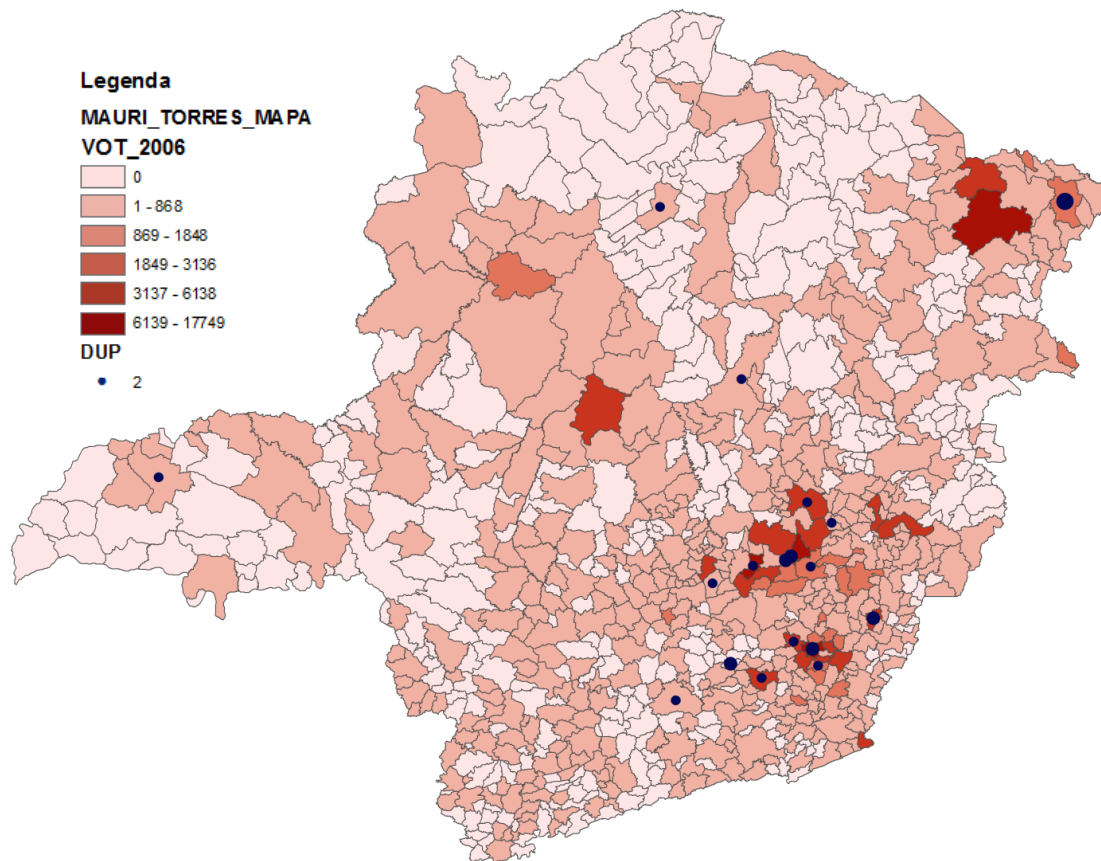 Legenda
MAURI_TORRES_MAPA
VOT_2006
0
1 - 868
869 - 1848
1849 - 3136
3137 - 6138
6139 - 17749
DUP
2